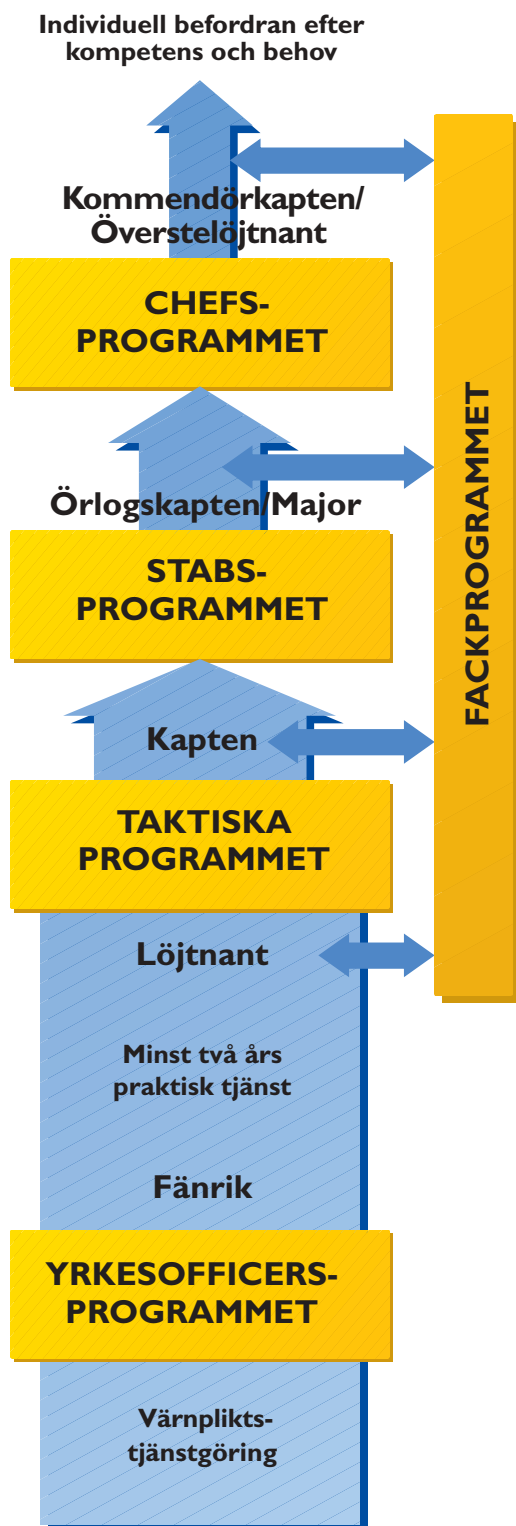 Individuell befordran efter
kompetens och behov
Kommendörkapten/
Överstelöjtnant
CHEFS-
PROGRAMMET
Örlogskapten/Major
STABS-
PROGRAMMET
Kapten
TAKTISKA
PROGRAMMET
Löjtnant
Minst två års
praktisk tjänst
Fänrik
YRKESOFFICERS-
PROGRAMMET
Värnplikts-
tjänstgöring
FACKPROGRAMMET